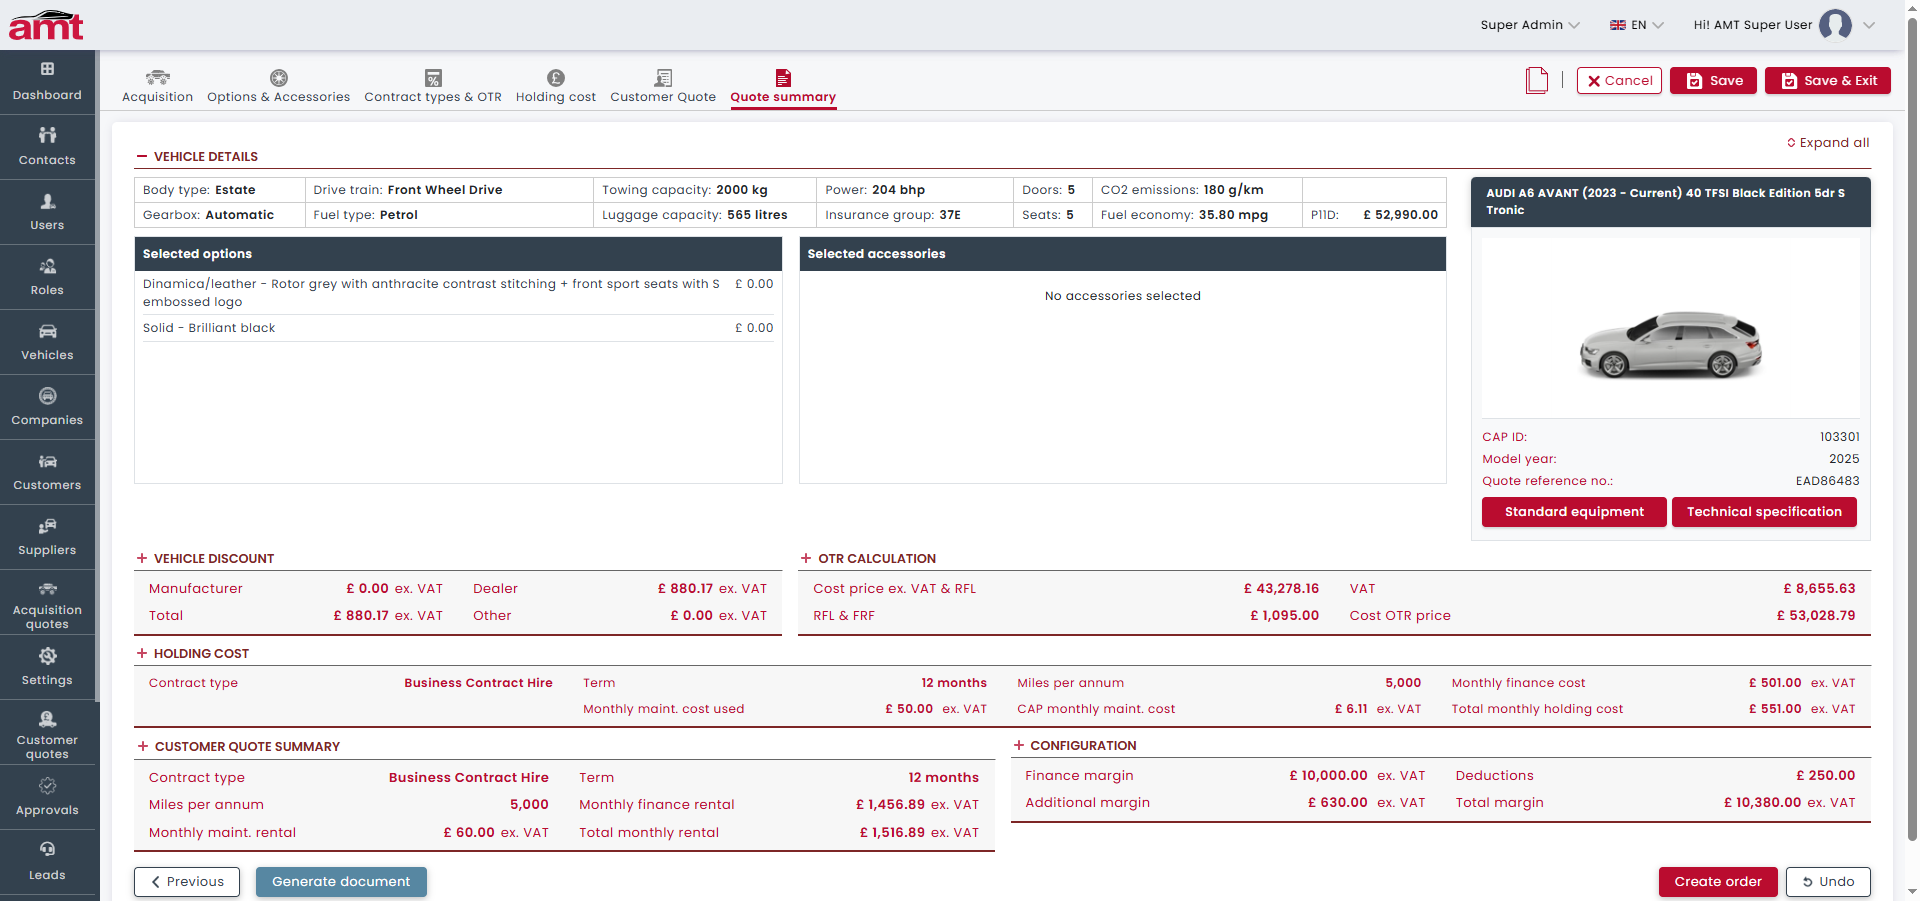 amt
Super Admin
EN
Hi! AMT Super User
Dashboard
Contacts
Users
Roles
Vehicles
Companies
Customers
Suppliers
Acquisition
quotes
Settings
Customer
quotes
Approvals
Leads
Acquisition
Options & Accessories
Contract types & OTR
Holding cost
Customer Quote
Quote summary
Cancel
Save
Save & Exit
Expand all
VEHICLE DETAILS
Body type: Estate
Drive train: Front Wheel Drive
Towing capacity: 2000 kg
Power: 204 bhp
Doors: 5
CO2 emissions: 180 g/km
Gearbox: Automatic
Fuel type: Petrol
Luggage capacity: 565 litres
Insurance group: 37E
Seats: 5
Fuel economy: 35.80 mpg
P11D: £ 52,990.00
Selected options
Dinamica/leather - Rotor grey with anthracite contrast stitching + front sport seats with S £ 0.00
embossed logo
Solid - Brilliant black £ 0.00
Selected accessories
No accessories selected
AUDI A6 AVANT (2023 - Current) 40 TFSI Black Edition 5dr S
Tronic
CAP ID: 103301
Model year: 2025
Quote reference no.: EAD86483
Standard equipment
Technical specification
VEHICLE DISCOUNT
Manufacturer £ 0.00 ex. VAT Dealer £ 880.17 ex. VAT
Total £ 880.17 ex. VAT Other £ 0.00 ex. VAT
OTR CALCULATION
Cost price ex. VAT & RFL £ 43,278.16 VAT £ 8,655.63
RFL & FRF £ 1,095.00 Cost OTR price £ 53,028.79
HOLDING COST
Contract type Business Contract Hire Term 12 months Miles per annum 5,000 Monthly finance cost £ 501.00 ex. VAT
Monthly maint. cost used £ 50.00 ex. VAT CAP monthly maint. cost £ 6.11 ex. VAT Total monthly holding cost £ 551.00 ex. VAT
CUSTOMER QUOTE SUMMARY
Contract type Business Contract Hire Term 12 months
Miles per annum 5,000 Monthly finance rental £ 1,456.89 ex. VAT
Monthly maint. rental £ 60.00 ex. VAT Total monthly rental £ 1,516.89 ex. VAT
CONFIGURATION
Finance margin £ 10,000.00 ex. VAT Deductions £ 250.00
Additional margin £ 630.00 ex. VAT Total margin £ 10,380.00 ex. VAT
Previous
Generate document
Create order
Undo